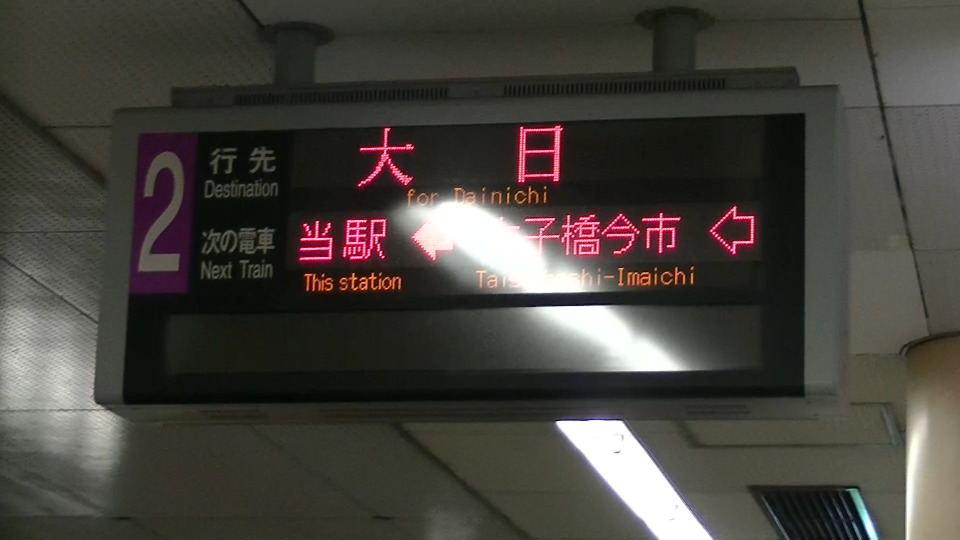 2
行先
Destination
大日
for Dainichi
次の電車
Next Train
当駅 子橋今市
This station -Imaichi